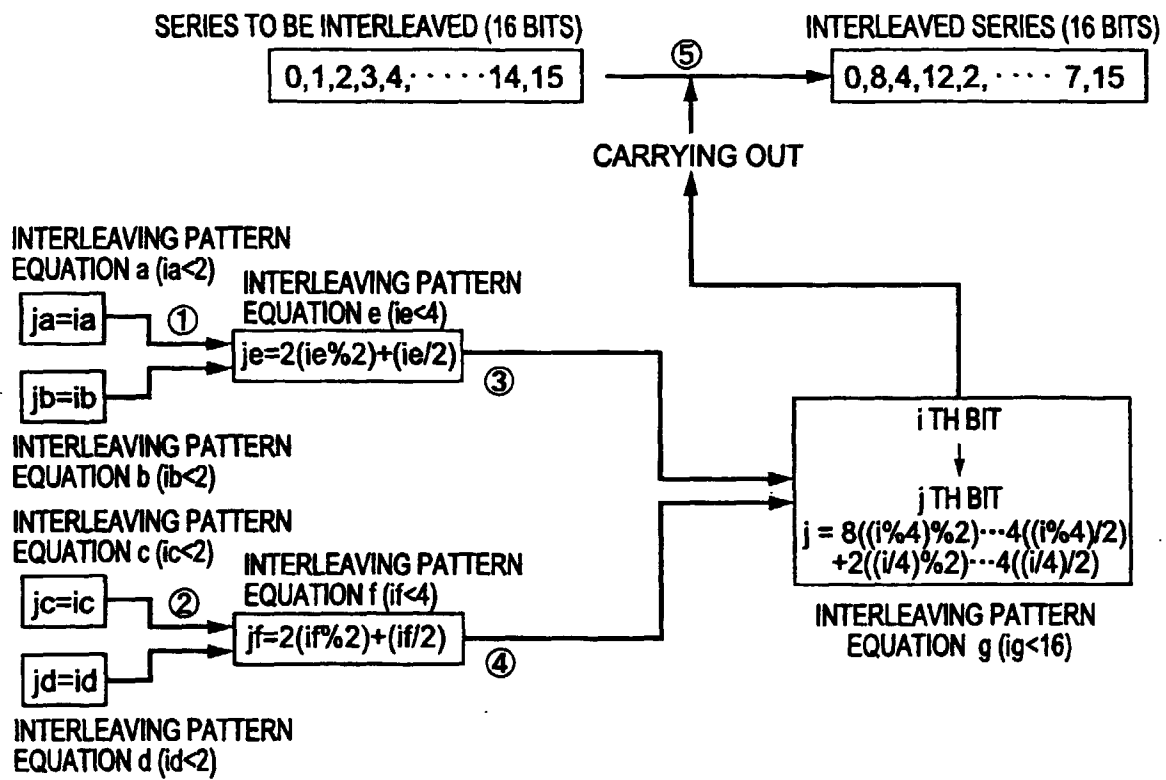 SERIES TO BE INTERLEAVED (16 BITS)
0,1,2,3,4,·····14,15
⑤
INTERLEAVED SERIES (16 BITS)
0,8,4,12,2, ···· 7,15
CARRYING OUT
INTERLEAVING PATTERN
EQUATION a (ia<2)
ja=ia
①
jb=ib
INTERLEAVING PATTERN
EQUATION b (ib<2)
INTERLEAVING PATTERN
EQUATION e (ie<4)
je=2(ie%2)+(ie/2)
③
INTERLEAVING PATTERN
EQUATION c (ic<2)
jc=ic
②
jd=id
INTERLEAVING PATTERN
EQUATION d (id<2)
INTERLEAVING PATTERN
EQUATION f (if<4)
jf=2(if%2)+(if/2)
④
i TH BIT
j TH BIT
j = 8((i%4)%2)···4((i%4)/2)
+2((i/4)%2)···4((i/4)/2)
INTERLEAVING PATTERN
EQUATION g (ig<16)